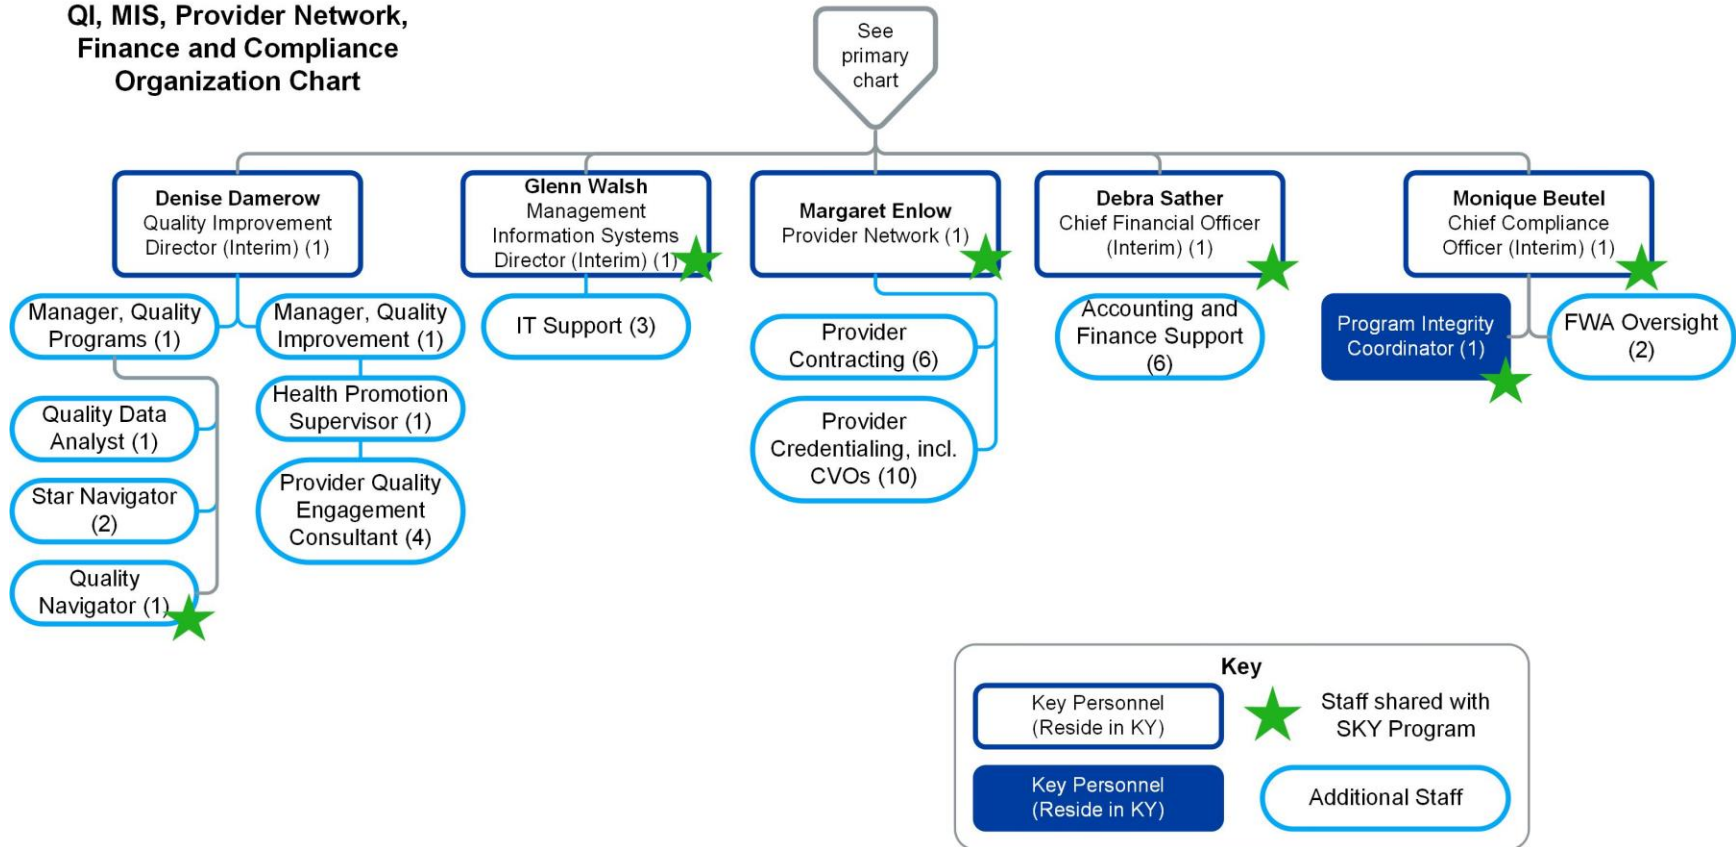 QI, MIS, Provider Network,
Finance and Compliance
Organization Chart
See
primary
chart
Denise Damerow
Quality Improvement
Director (Interim) (1)
Glenn Walsh
Management
Information Systems
Director (Interim) (1)
Margaret Enlow
Provider Network (1)
Debra Sather
Chief Financial Officer
(Interim) (1)
Monique Beutel
Chief Compliance
Officer (Interim) (1)
Manager, Quality
Programs (1)
Manager, Quality
Improvement (1)
IT Support (3)
Provider
Contracting (6)
Accounting and
Finance Support
(6)
Program Integrity
Coordinator (1)
FWA Oversight
(2)
Quality Data
Analyst (1)
Health Promotion
Supervisor (1)
Provider
Credentialing, incl.
CVOs (10)
Star Navigator
(2)
Provider Quality
Engagement
Consultant (4)
Quality
Navigator (1)
Key
Key Personnel
(Reside in KY)
Staff shared with
SKY Program
Key Personnel
(Reside in KY)
Additional Staff